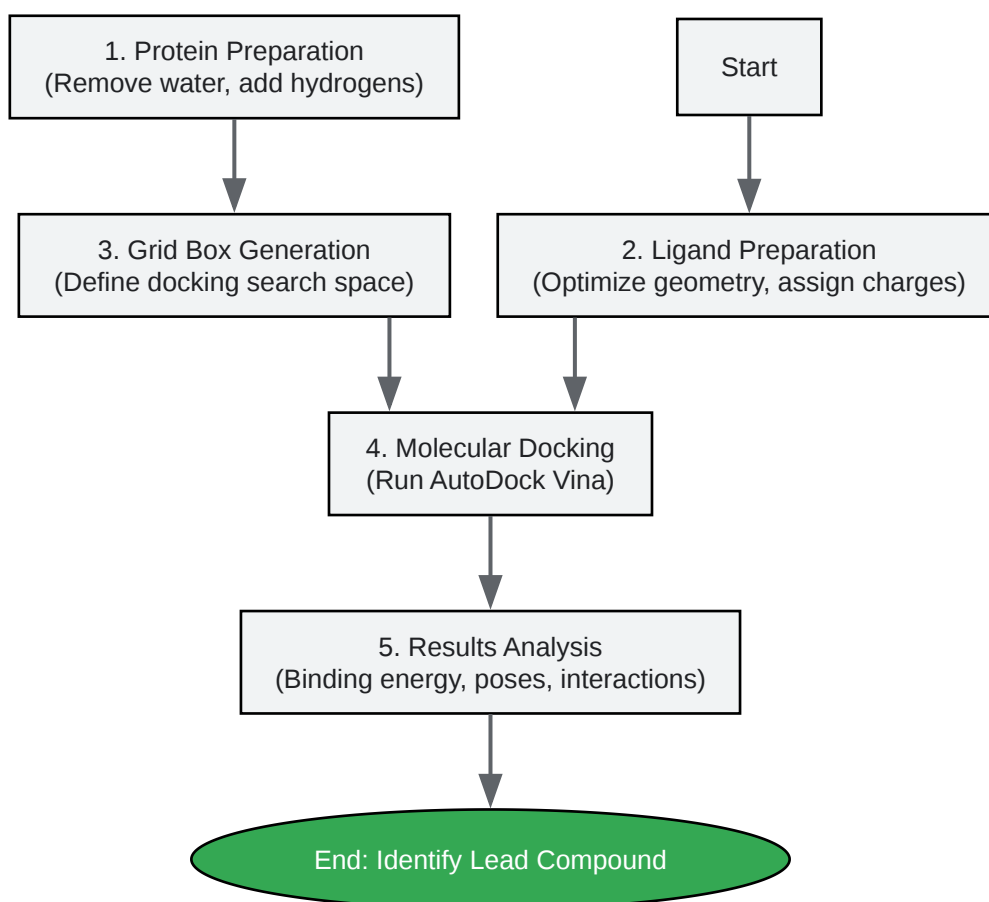 1. Protein Preparation
(Remove water, add hydrogens)
Start
3. Grid Box Generation
(Define docking search space)
2. Ligand Preparation
(Optimize geometry, assign charges)
4. Molecular Docking
(Run AutoDock Vina)
5. Results Analysis
(Binding energy, poses, interactions)
End: Identify Lead Compound